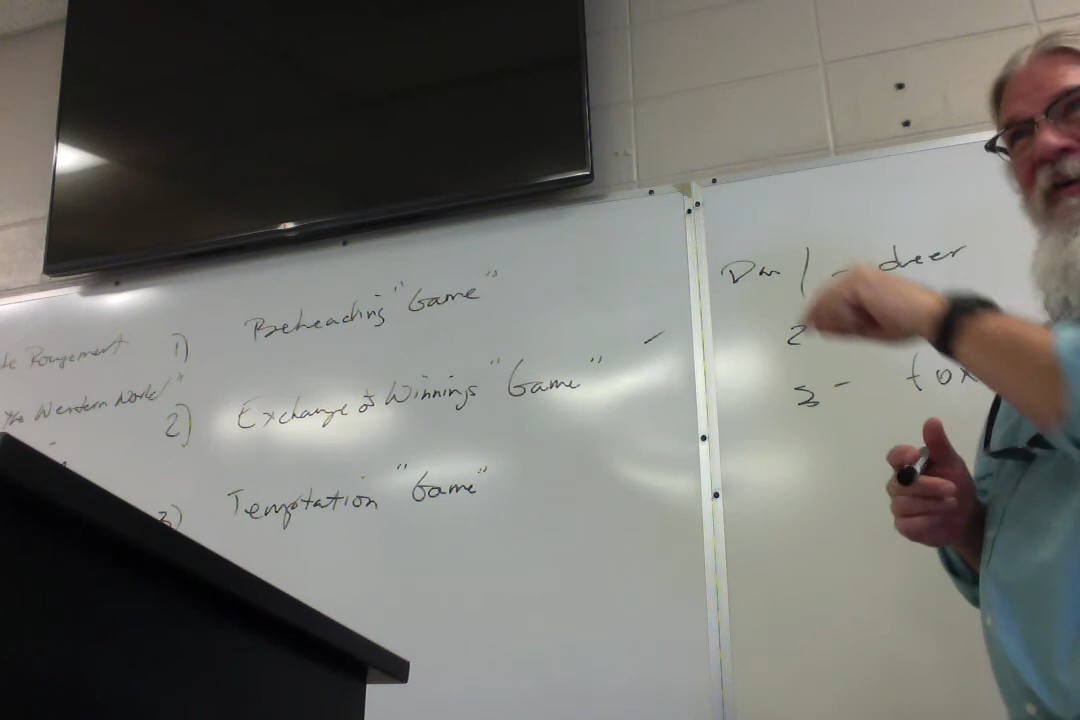 de Rougement
the Western World"
1) Beheading "Game"
2) Exchange of Winnings "Game" -
3) Temptation "Game"
Day 1 - deer
2
3 - fox